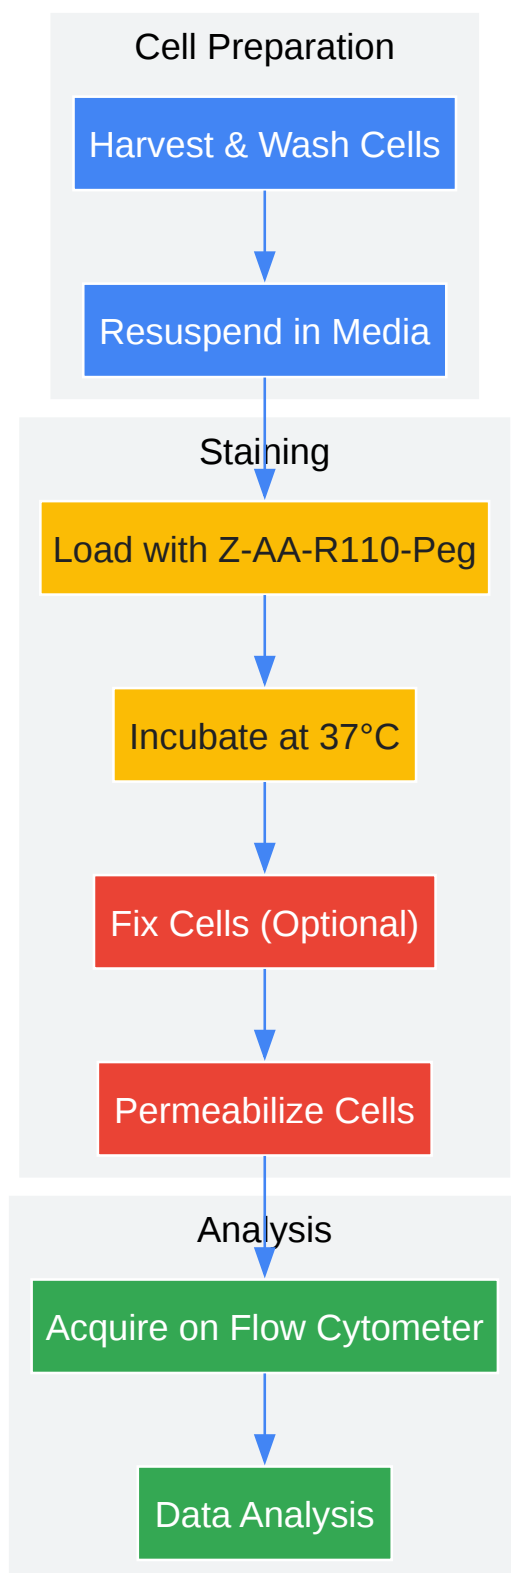 Cell Preparation
Harvest & Wash Cells
Resuspend in Media
Staining
Load with Z-AA-R110-Peg
Incubate at 37°C
Fix Cells (Optional)
Permeabilize Cells
Analysis
Acquire on Flow Cytometer
Data Analysis